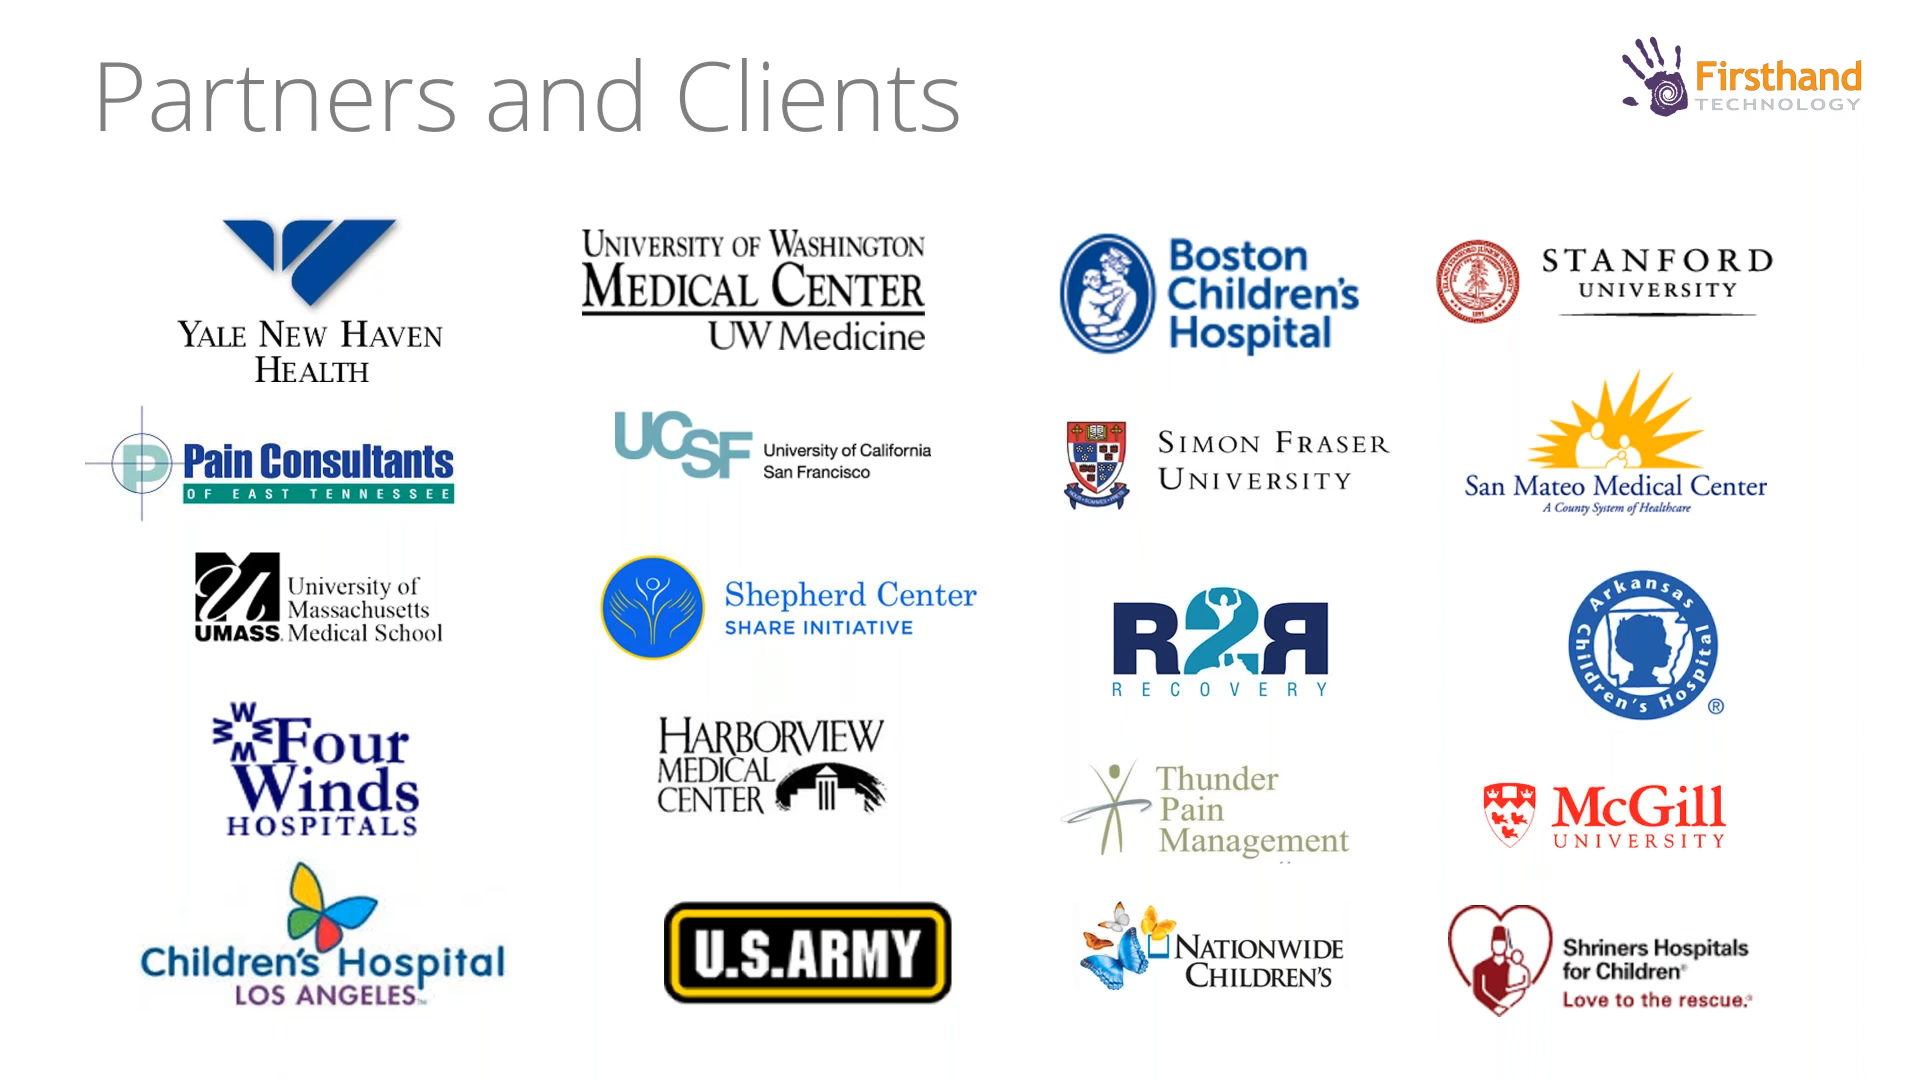 Partners and Clients
Firsthand
TECHNOLOGY
YALE NEW HAVEN
HEALTH
UNIVERSITY OF WASHINGTON
MEDICAL CENTER
UW Medicine
Boston
Children's
Hospital
STANFORD
UNIVERSITY
P
Pain Consultants
OF EAST TENNESSEE
UCSF
University of California
San Francisco
SIMON FRASER
UNIVERSITY
San Mateo Medical Center
A County System of Healthcare
UMASS
University of
Massachusetts
Medical School
Shepherd Center
SHARE INITIATIVE
R2R
RECOVERY
Arkansas
Children's Hospital
®
W
W
W
W
Four
Winds
HOSPITALS
HARBORVIEW
MEDICAL
CENTER
Thunder
Pain
Management
McGill
UNIVERSITY
Children's Hospital
LOS ANGELES™
U.S.ARMY
NATIONWIDE
CHILDREN'S
Shriners Hospitals
for Children®
Love to the rescue.®